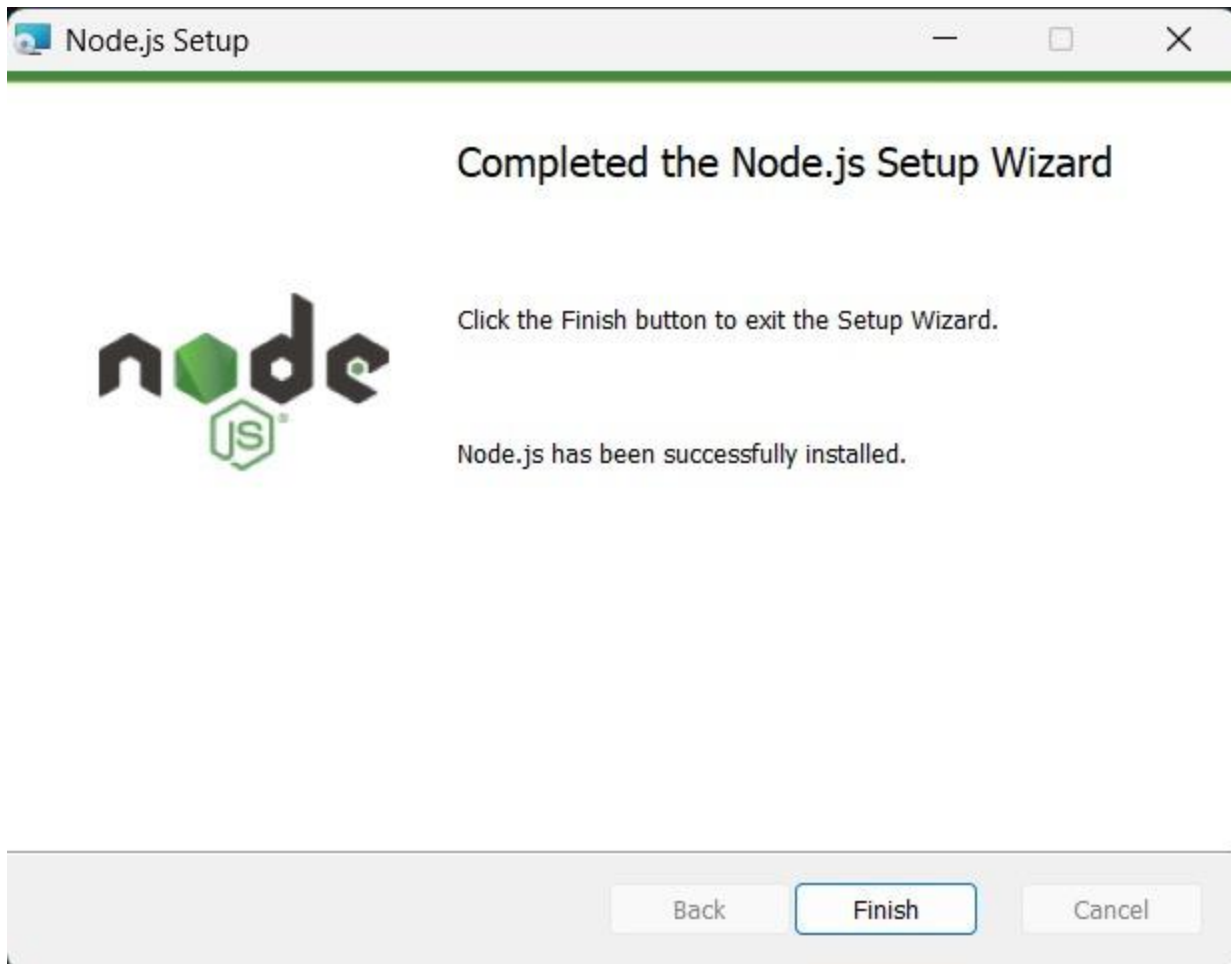 Node.js Setup
Completed the Node.js Setup Wizard
Click the Finish button to exit the Setup Wizard.
node
JS®
Node.js has been successfully installed.
Back Finish Cancel